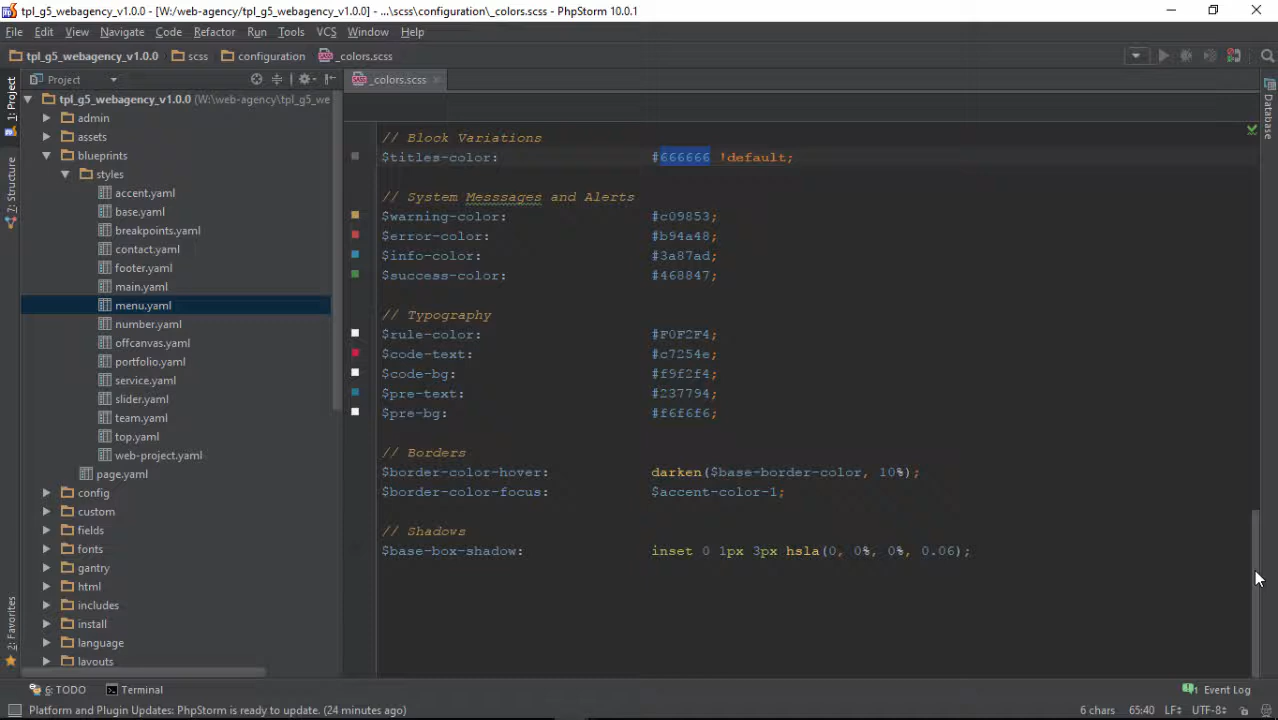 tpl_g5_webagency_v1.0.0 - [W:/web-agency/tpl_g5_webagency_v1.0.0] - ...\scss\configuration\_colors.scss - PhpStorm 10.0.1
File Edit View Navigate Code Refactor Run Tools VCS Window Help
tpl_g5_webagency_v1.0.0 scss configuration _colors.scss
1: Project
7: Structure
2: Favorites
Project
tpl_g5_webagency_v1.0.0 (W:\web-agency\tpl_g5_we
admin
assets
blueprints
styles
accent.yaml
base.yaml
breakpoints.yaml
contact.yaml
footer.yaml
main.yaml
menu.yaml
number.yaml
offcanvas.yaml
portfolio.yaml
service.yaml
slider.yaml
team.yaml
top.yaml
web-project.yaml
page.yaml
config
custom
fields
fonts
gantry
html
includes
install
language
layouts
_colors.scss
// Block Variations
$titles-color: #666666 !default;
// System Messsages and Alerts
$warning-color: #c09853;
$error-color: #b94a48;
$info-color: #3a87ad;
$success-color: #468847;
// Typography
$rule-color: #F0F2F4;
$code-text: #c7254e;
$code-bg: #f9f2f4;
$pre-text: #237794;
$pre-bg: #f6f6f6;
// Borders
$border-color-hover: darken($base-border-color, 10%);
$border-color-focus: $accent-color-1;
// Shadows
$base-box-shadow: inset 0 1px 3px hsla(0, 0%, 0%, 0.06);
Database
6: TODO Terminal
1 Event Log
Platform and Plugin Updates: PhpStorm is ready to update. (24 minutes ago)
6 chars 65:40 LF÷ UTF-8÷